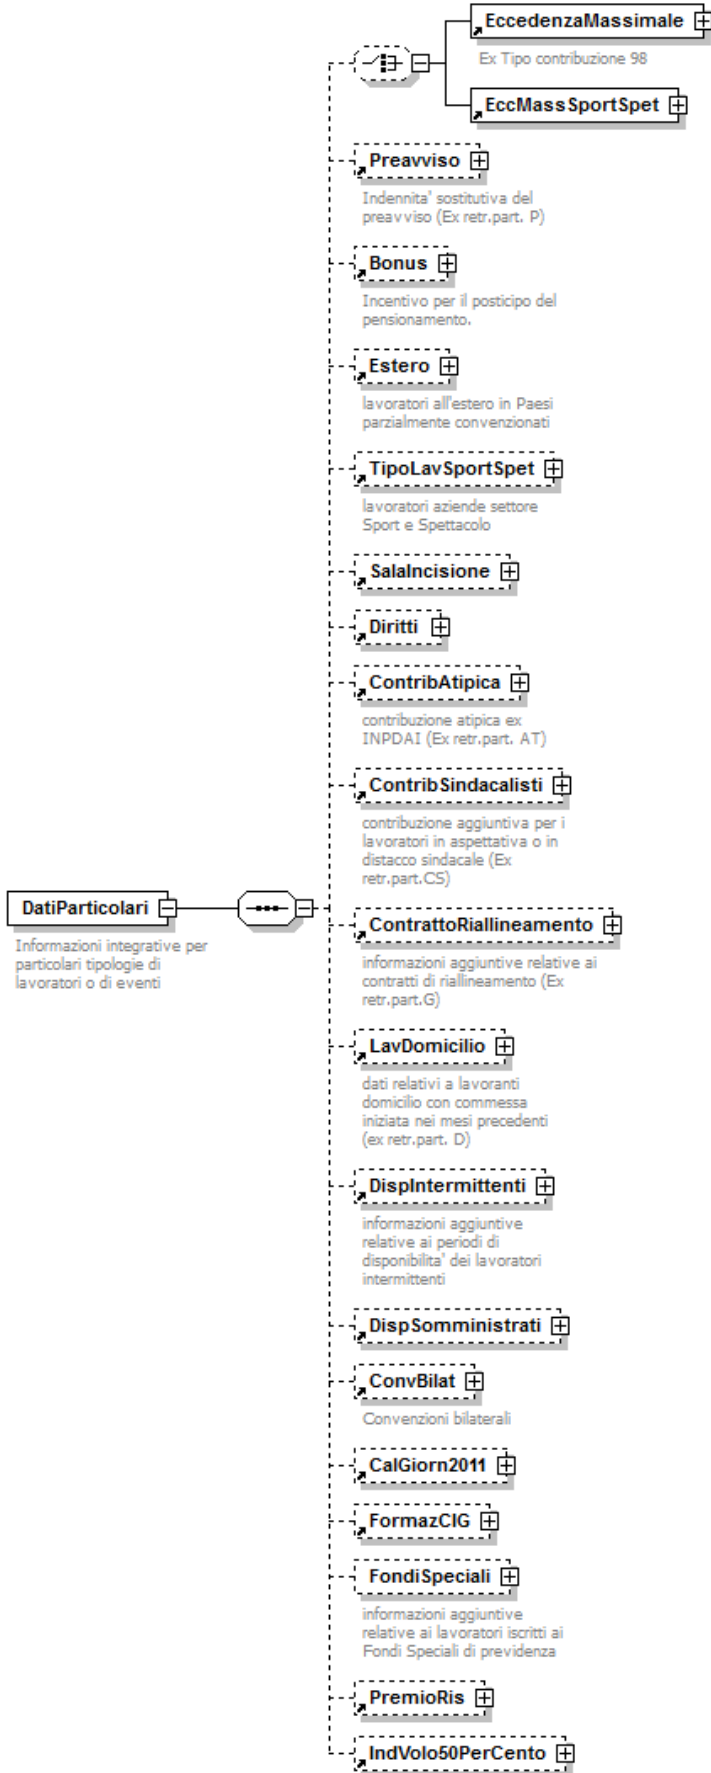 EccedenzaMassimale
Ex Tipo contribuzione 98
EccMassSportSpet
Preavviso
Indennita' sostitutiva del
preavviso (Ex retr.part. P)
Bonus
Incentivo per il posticipo del
pensionamento.
Estero
lavoratori all'estero in Paesi
parzialmente convenzionati
TipoLavSportSpet
lavoratori aziende settore
Sport e Spettacolo
SalaIncisione
Diritti
ContribAtipica
contribuzione atipica ex
INPDAI (Ex retr.part. AT)
ContribSindacalisti
contribuzione aggiuntiva per i
lavoratori in aspettativa o in
distacco sindacale (Ex
retr.part.CS)
DatiParticolari
Informazioni integrative per
particolari tipologie di
lavoratori o di eventi
ContrattoRiallineamento
informazioni aggiuntive relative ai
contratti di riallineamento (Ex
retr.part.G)
LavDomicilio
dati relativi a lavoranti
domicilio con commessa
iniziata nei mesi precedenti
(ex retr.part. D)
DispIntermittenti
informazioni aggiuntive
relative ai periodi di
disponibilita' dei lavoratori
intermittenti
DispSomministrati
ConvBilat
Convenzioni bilaterali
CalGiorn2011
FormazCIG
FondiSpeciali
informazioni aggiuntive
relative ai lavoratori iscritti ai
Fondi Speciali di previdenza
PremioRis
IndVolo50PerCento